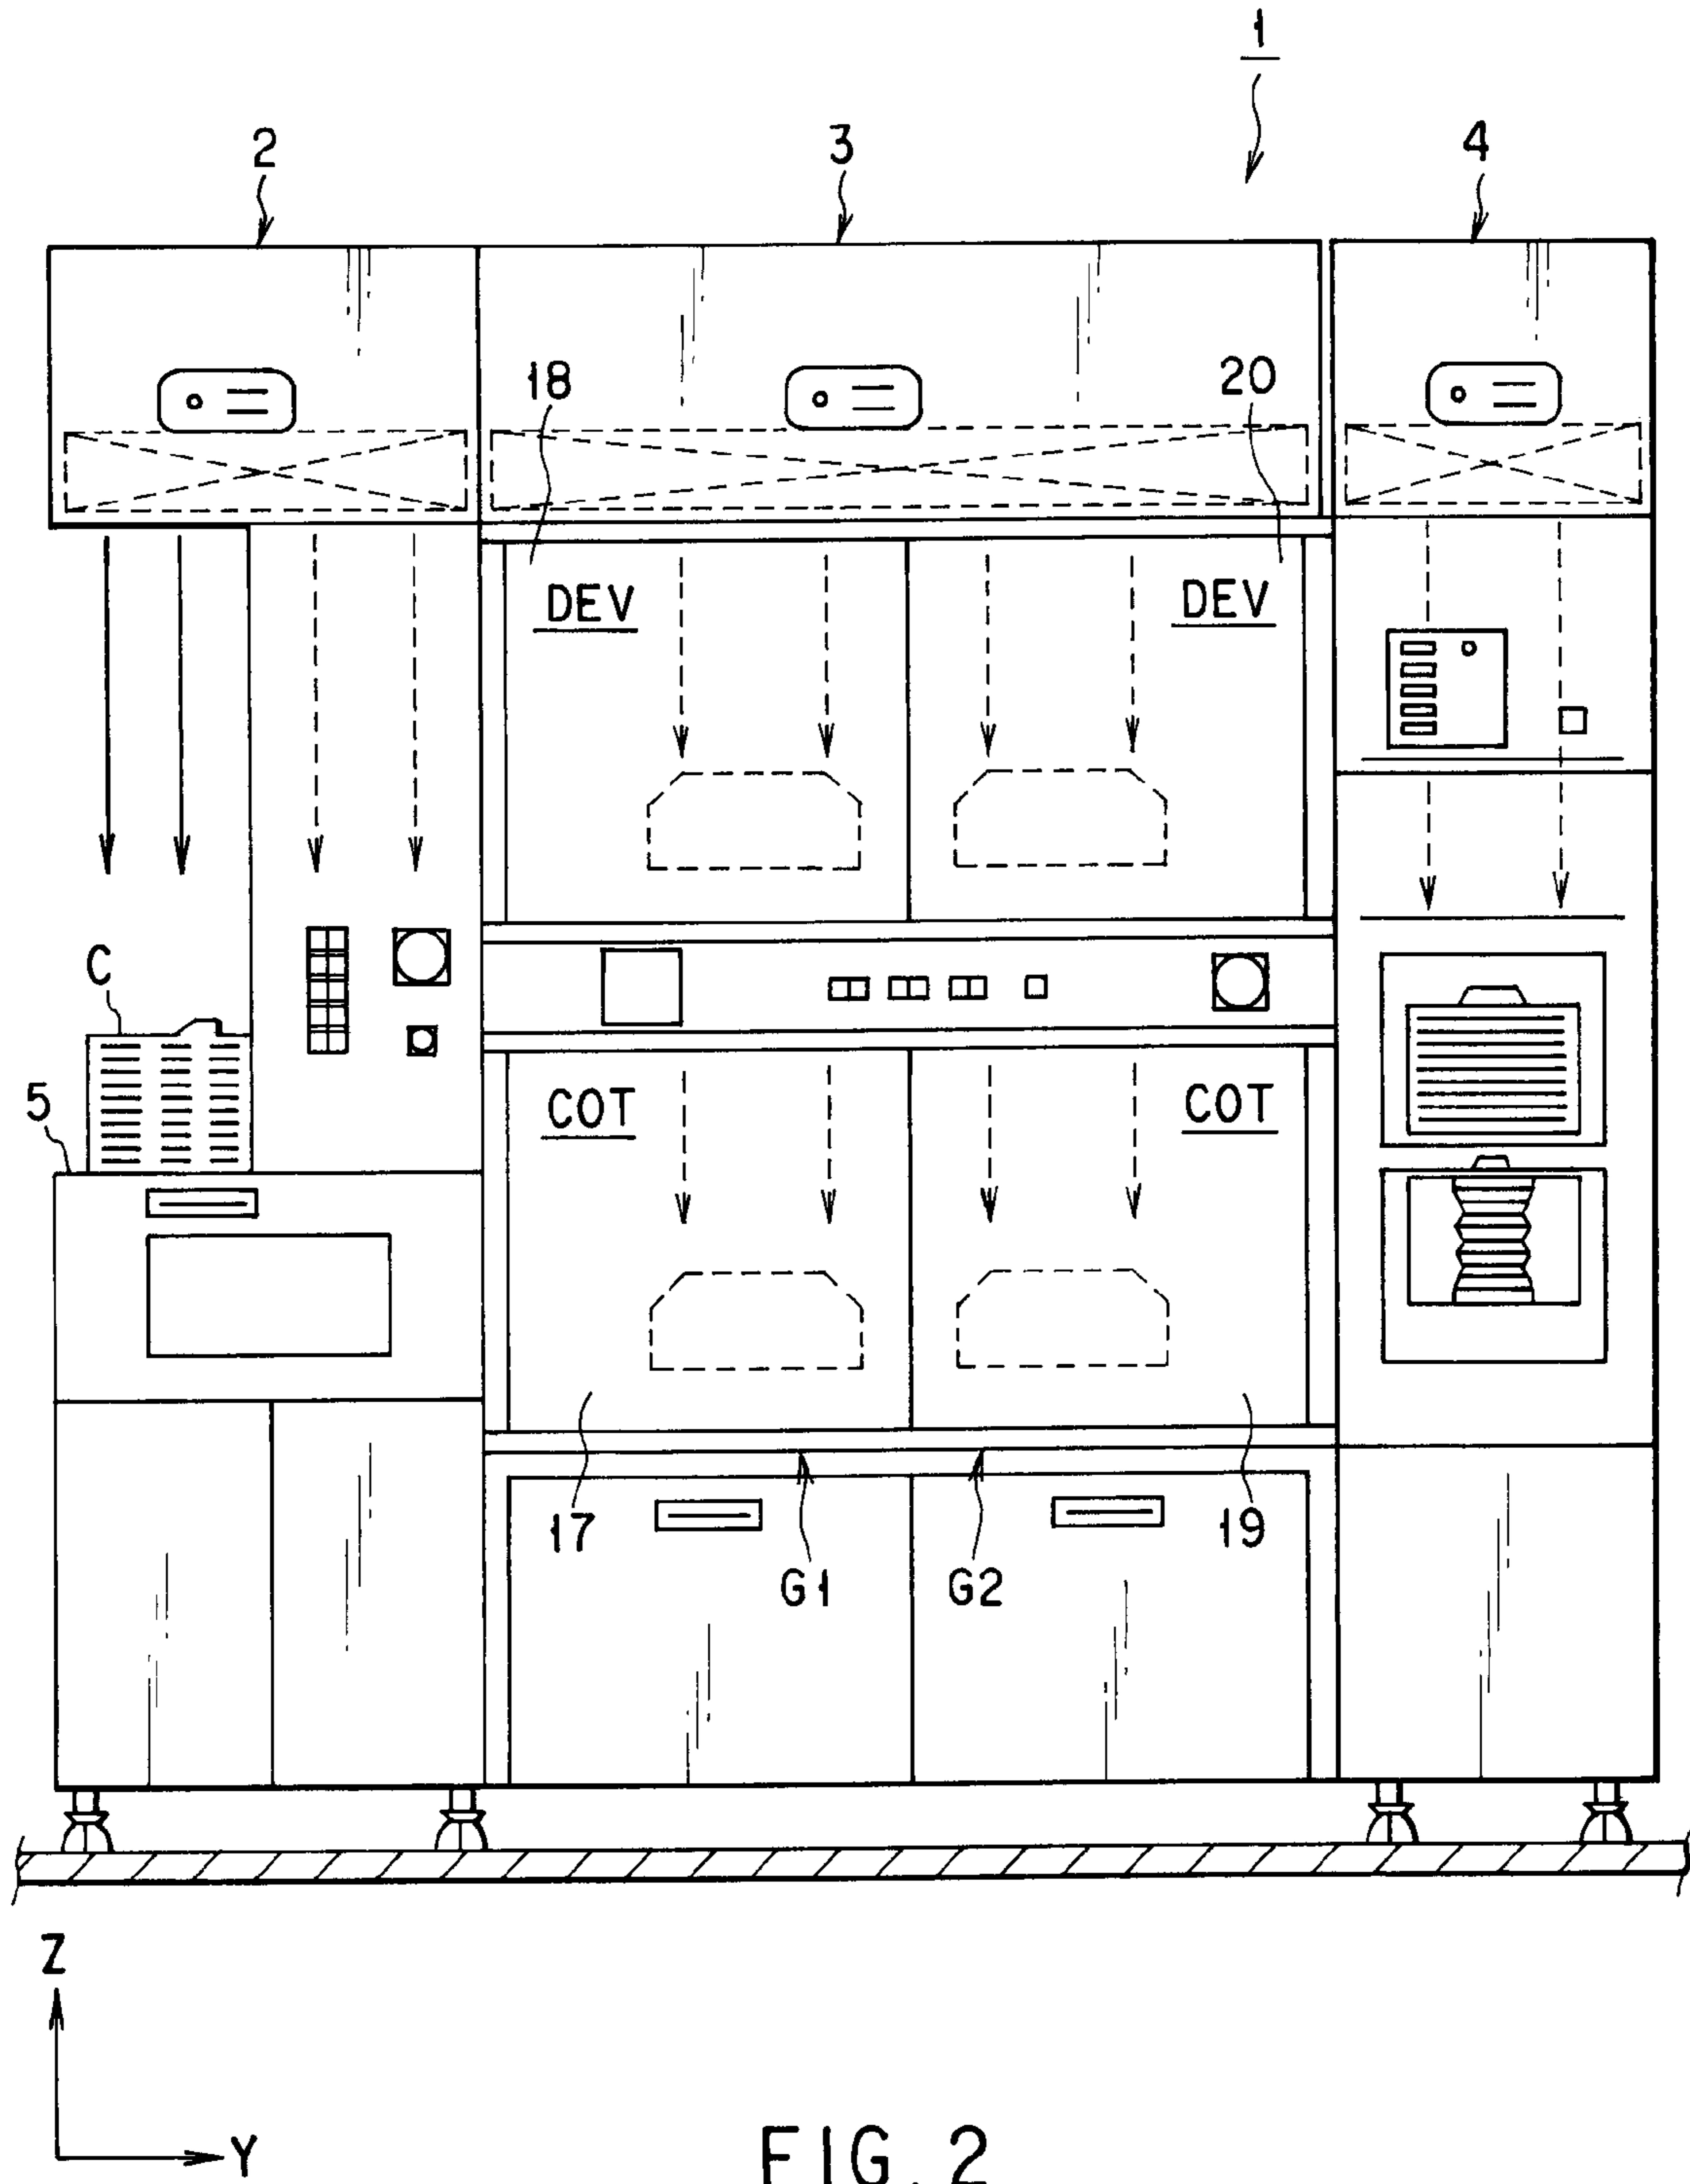 1
2 3 4
18 20
DEV DEV
C
5
COT COT
17 19
G1 G2
Z
Y
FIG. 2